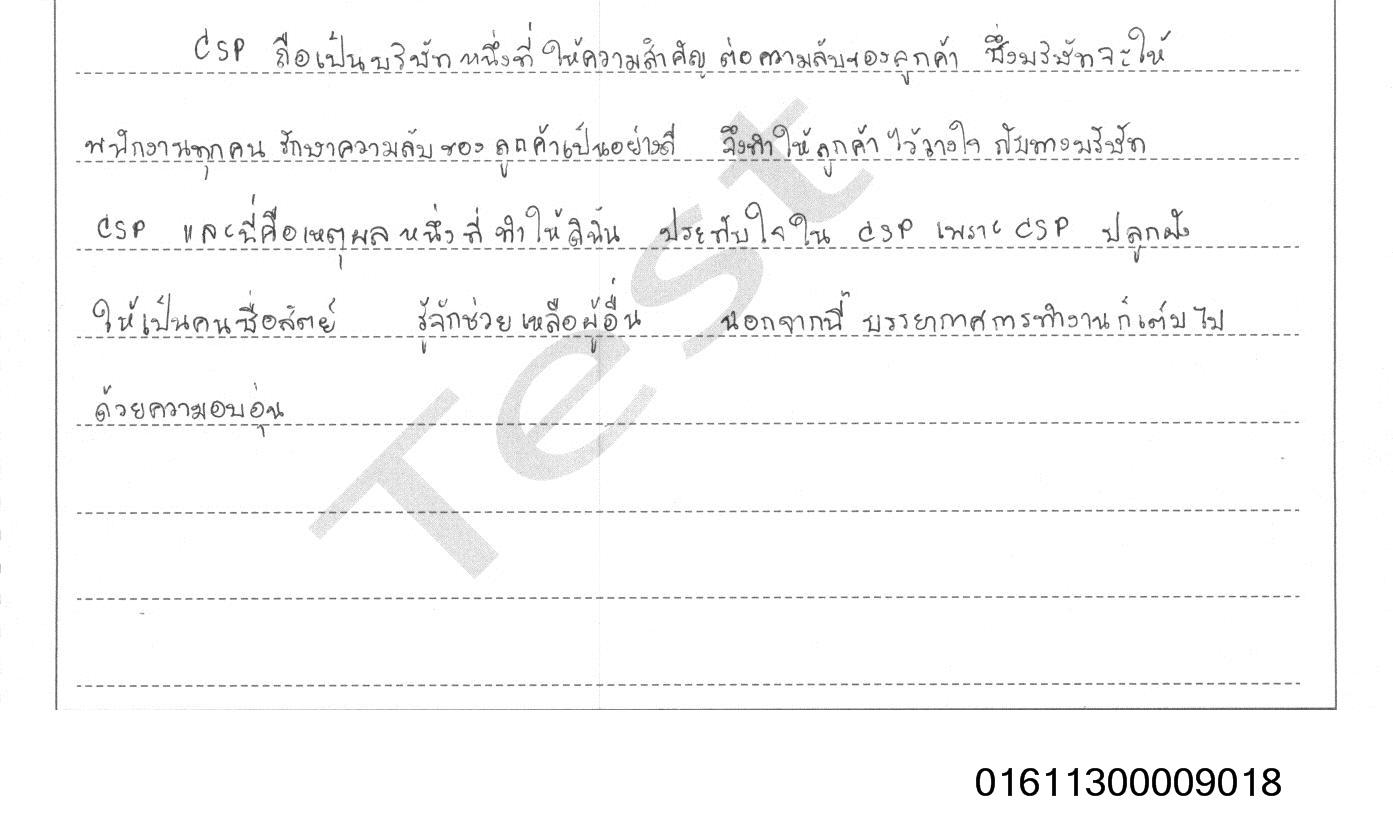 CSP ถือเป็นบริษัทหนึ่งที่ให้ความสำคัญต่อความลับของลูกค้า ซึ่งบริษัทจะให้
พนักงานทุกคน รักษาความลับของลูกค้าเป็นอย่างดี จึงทำให้ลูกค้าไว้วางใจกับทางบริษัท
CSP และนี่คือเหตุผลหนึ่งที่ทำให้ดิฉัน ประทับใจใน CSP เพราะ CSP ปลูกฝัง
ให้เป็นคนซื่อสัตย์ รู้จักช่วยเหลือผู้อื่น นอกจากนี้ บรรยากาศการทำงานก็เต็มไป
ด้วยความอบอุ่น
Test
01611300009018